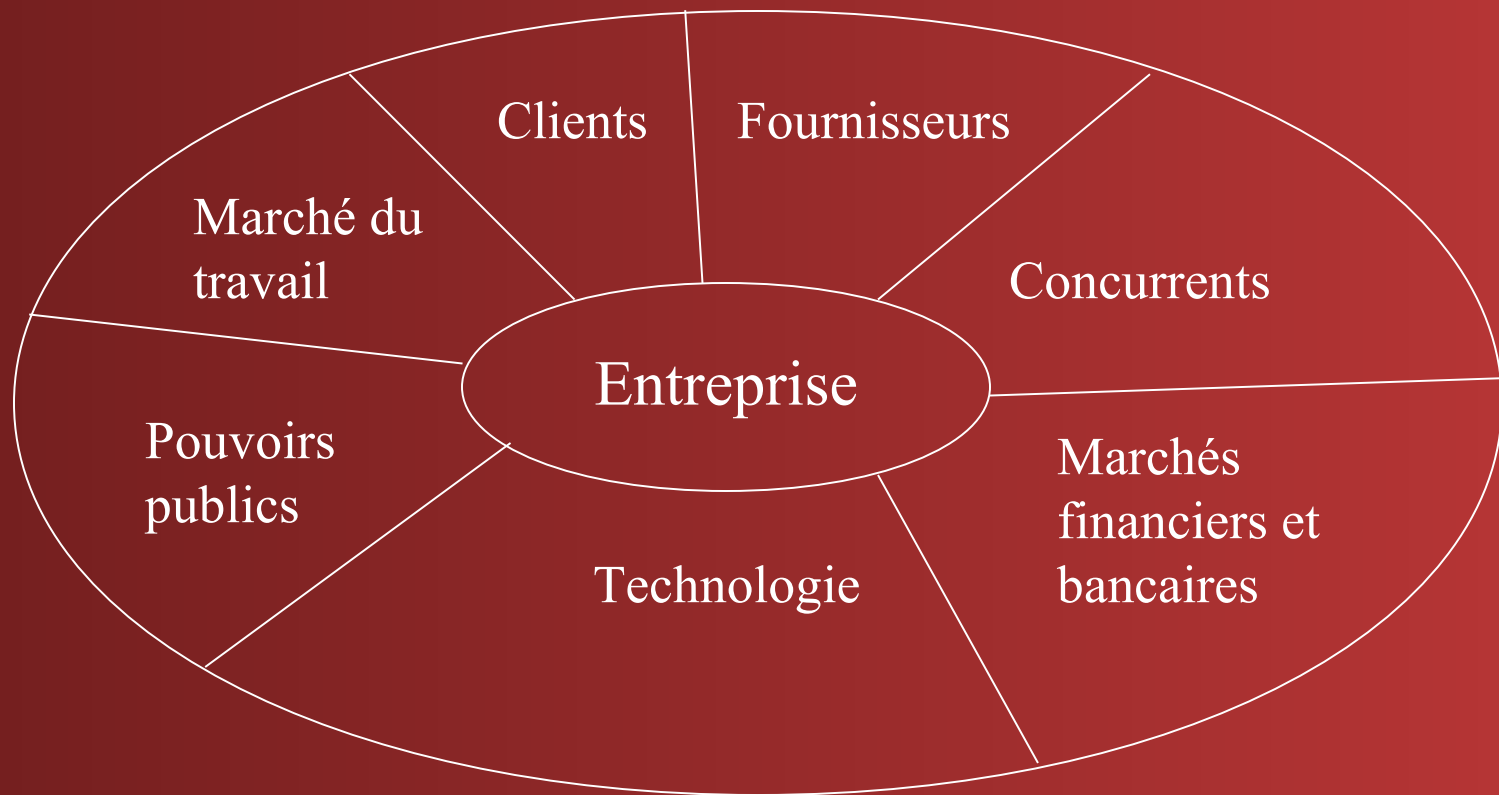 Clients
Fournisseurs
Marché du
travail
Concurrents
Entreprise
Pouvoirs
publics
Marchés
financiers et
bancaires
Technologie